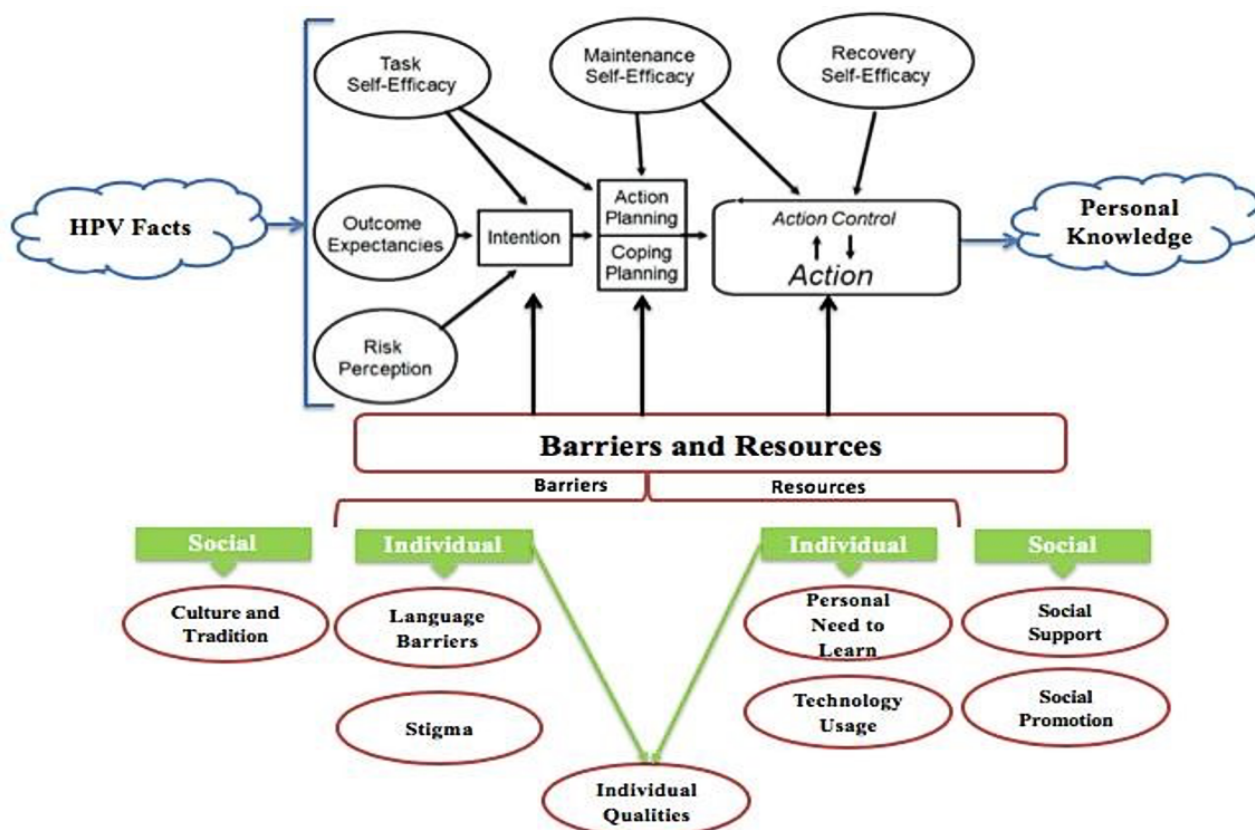 Task
Self-Efficacy
Maintenance
Self-Efficacy
Recovery
Self-Efficacy
HPV Facts
Outcome
Expectancies
Intention
Action
Planning
Coping
Planning
Action Control
Action
Personal
Knowledge
Risk
Perception
Barriers and Resources
Barriers
Resources
Social
Individual
Individual
Social
Culture and
Tradition
Language
Barriers
Personal
Need to
Learn
Social
Support
Stigma
Technology
Usage
Social
Promotion
Individual
Qualities